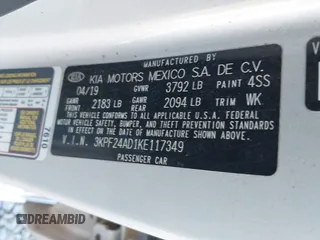 KIA KIA MOTORS MEXICO S.A. DE C.V.
04/19 GVWR 3792 LB PAINT 4SS
GAWR FRONT 2183 LB GAWR REAR 2094 LB TRIM WK
THIS VEHICLE CONFORMS TO ALL APPLICABLE U.S.A. FEDERAL
MOTOR VEHICLE SAFETY, BUMPER, AND THEFT PREVENTION
STANDARDS IN EFFECT ON THE DATE OF MANUFACTURE SHOWN ABOVE.
V.I.N. 3KPF24AD1KE117349
PASSENGER CAR
7610
DREAMBID